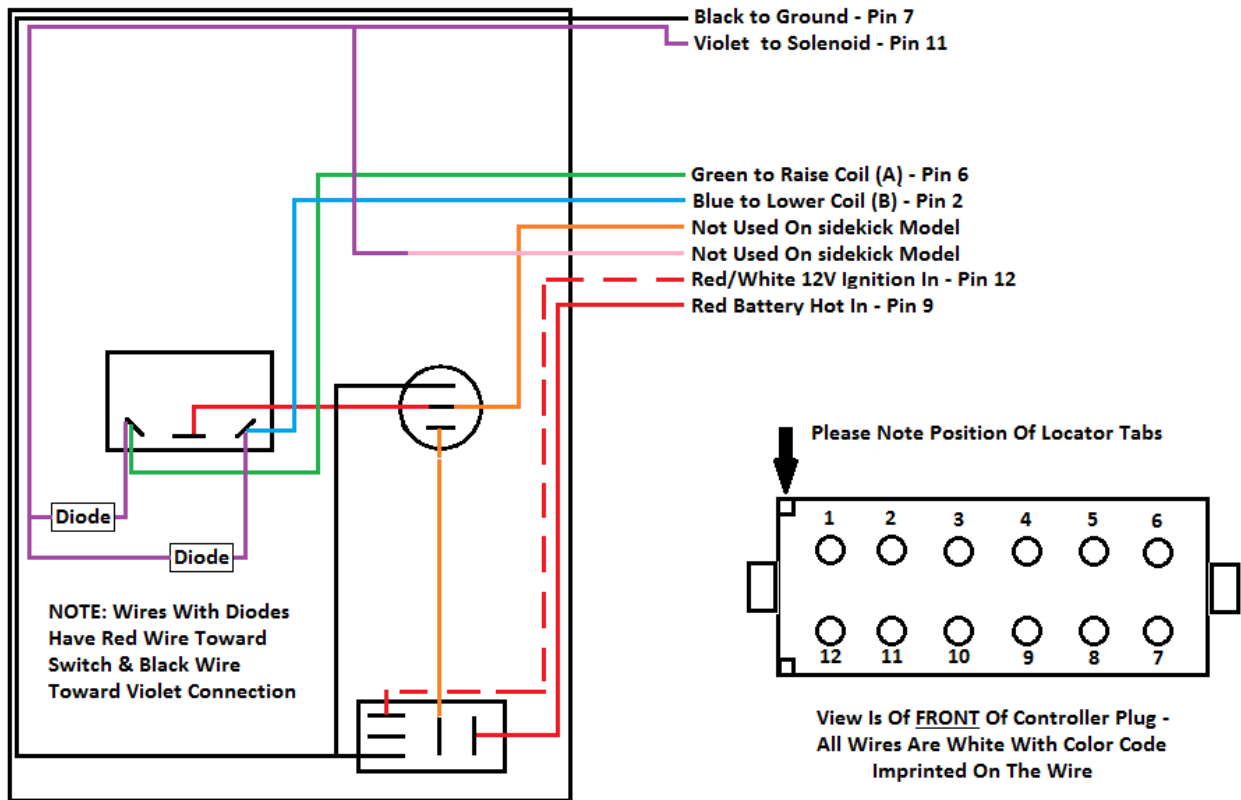 Black to Ground - Pin 7
Violet to Solenoid - Pin 11
Green to Raise Coil (A) - Pin 6
Blue to Lower Coil (B) - Pin 2
Not Used On sidekick Model
Not Used On sidekick Model
Red/White 12V Ignition In - Pin 12
Red Battery Hot In - Pin 9
Diode
Diode
NOTE: Wires With Diodes
Have Red Wire Toward
Switch & Black Wire
Toward Violet Connection
Please Note Position Of Locator Tabs
1 2 3 4 5 6
12 11 10 9 8 7
View Is Of FRONT Of Controller Plug -
All Wires Are White With Color Code
Imprinted On The Wire